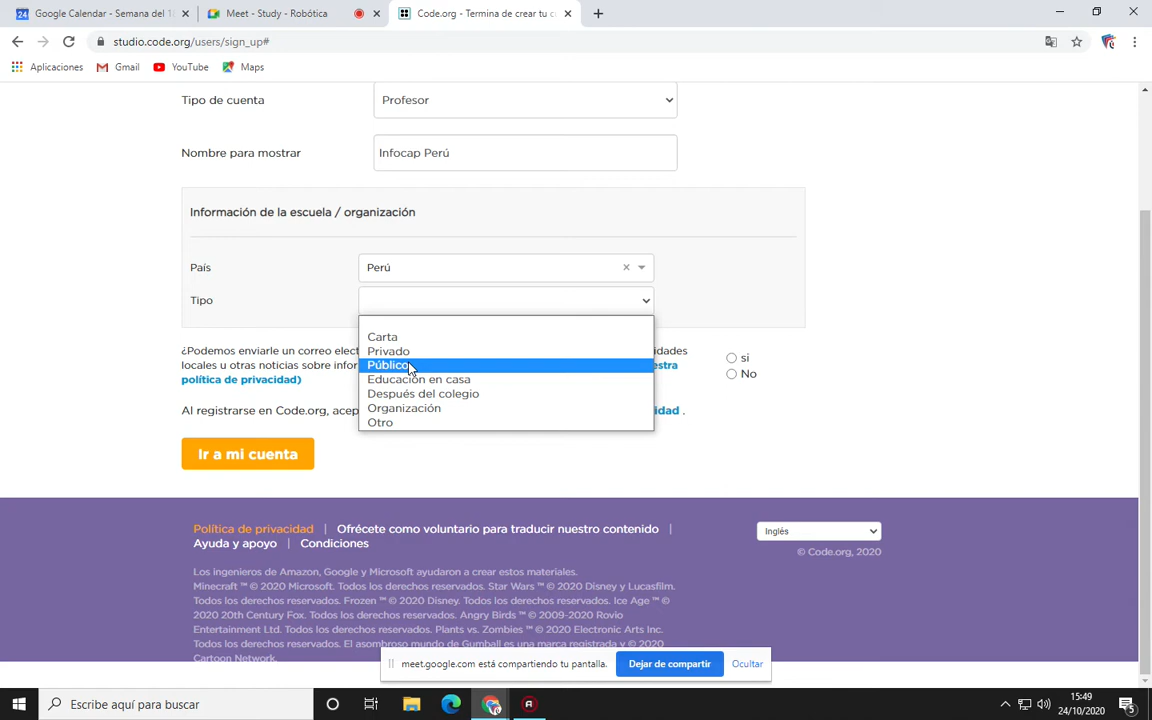 Google Calendar - Semana del 18
Meet - Study - Robótica
Code.org - Termina de crear tu c
studio.code.org/users/sign_up#
Aplicaciones
Gmail
YouTube
Maps
Tipo de cuenta
Profesor
Nombre para mostrar
Infocap Perú
Información de la escuela / organización
País
Perú
Tipo
Carta
Privado
Público
Educación en casa
Después del colegio
Organización
Otro
¿Podemos enviarle un correo elect
idades
locales u otras noticias sobre infor
estra
política de privacidad)
si
No
Al registrarse en Code.org, acep
idad .
Ir a mi cuenta
Política de privacidad | Ofrécete como voluntario para traducir nuestro contenido |
Ayuda y apoyo | Condiciones
Inglés
© Code.org, 2020
Los ingenieros de Amazon, Google y Microsoft ayudaron a crear estos materiales.
Minecraft ™ © 2020 Microsoft. Todos los derechos reservados. Star Wars ™ © 2020 Disney y Lucasfilm.
Todos los derechos reservados. Frozen ™ © 2020 Disney. Todos los derechos reservados. Ice Age ™ ©
2020 20th Century Fox. Todos los derechos reservados. Angry Birds ™ © 2009-2020 Rovio
Entertainment Ltd. Todos los derechos reservados. Plants vs. Zombies ™ © 2020 Electronic Arts Inc.
Todos los derechos reservados. El asombroso mundo de Gumball es una marca registrada y © 2020
Cartoon Network.
meet.google.com está compartiendo tu pantalla.
Dejar de compartir
Ocultar
Escribe aquí para buscar
15:49
24/10/2020
5